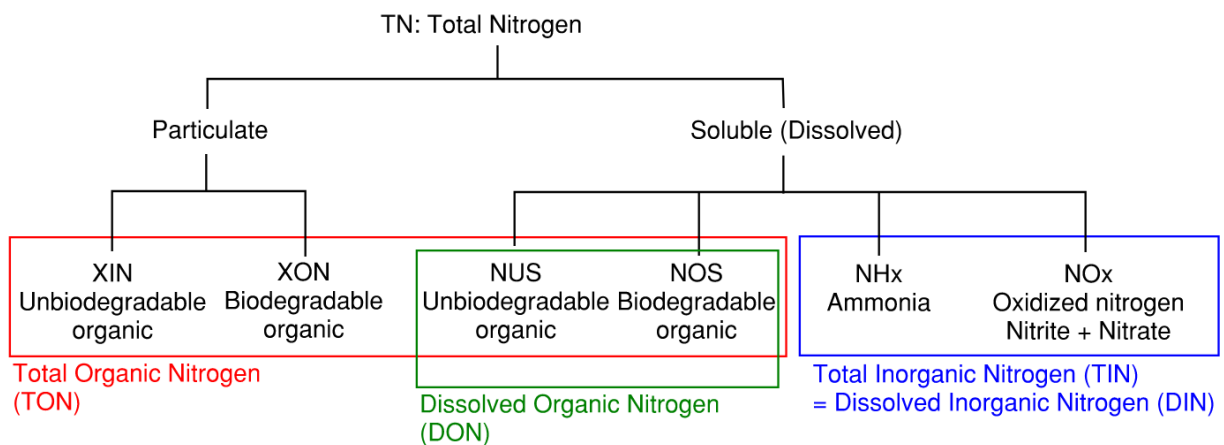 TN: Total Nitrogen
Particulate
Soluble (Dissolved)
XIN
Unbiodegradable
organic
XON
Biodegradable
organic
NUS
Unbiodegradable
organic
NOS
Biodegradable
organic
NHx
Ammonia
NOx
Oxidized nitrogen
Nitrite + Nitrate
Total Organic Nitrogen
(TON)
Dissolved Organic Nitrogen
(DON)
Total Inorganic Nitrogen (TIN)
= Dissolved Inorganic Nitrogen (DIN)